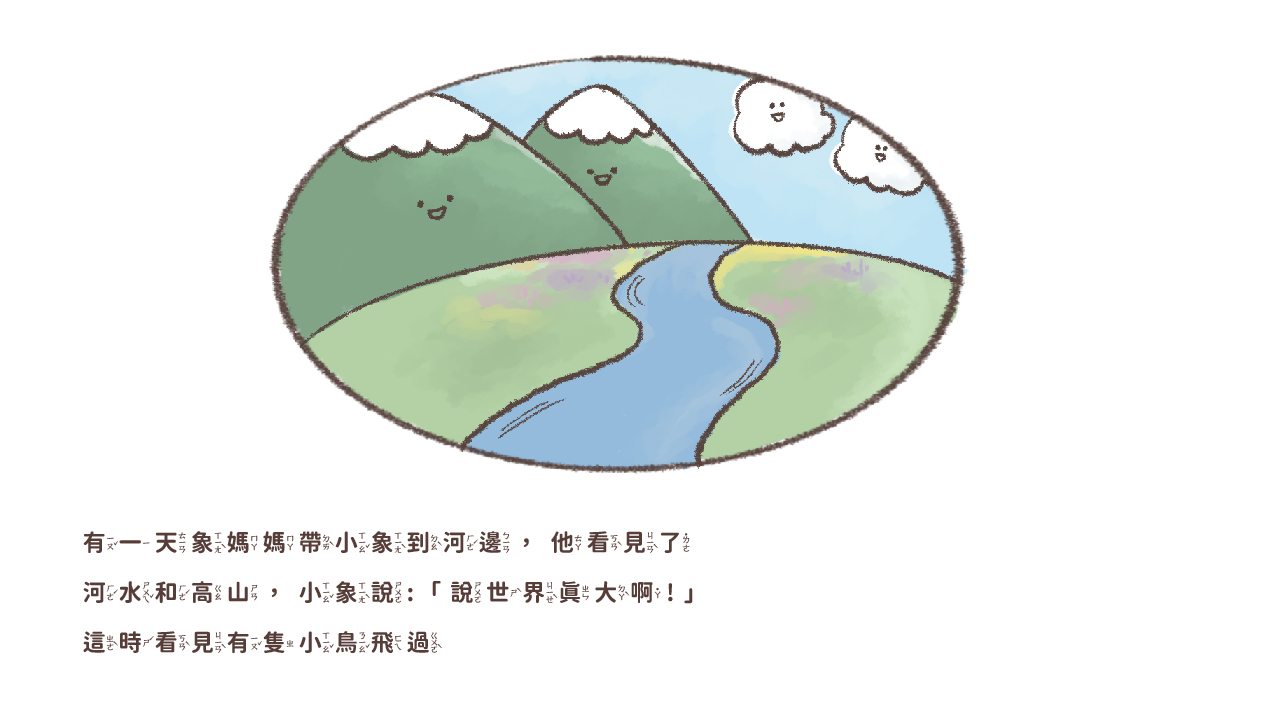 有一天象媽媽帶小象到河邊，他看見了
河水和高山，小象說:「說世界真大啊!」
這時看見有隻小鳥飛過